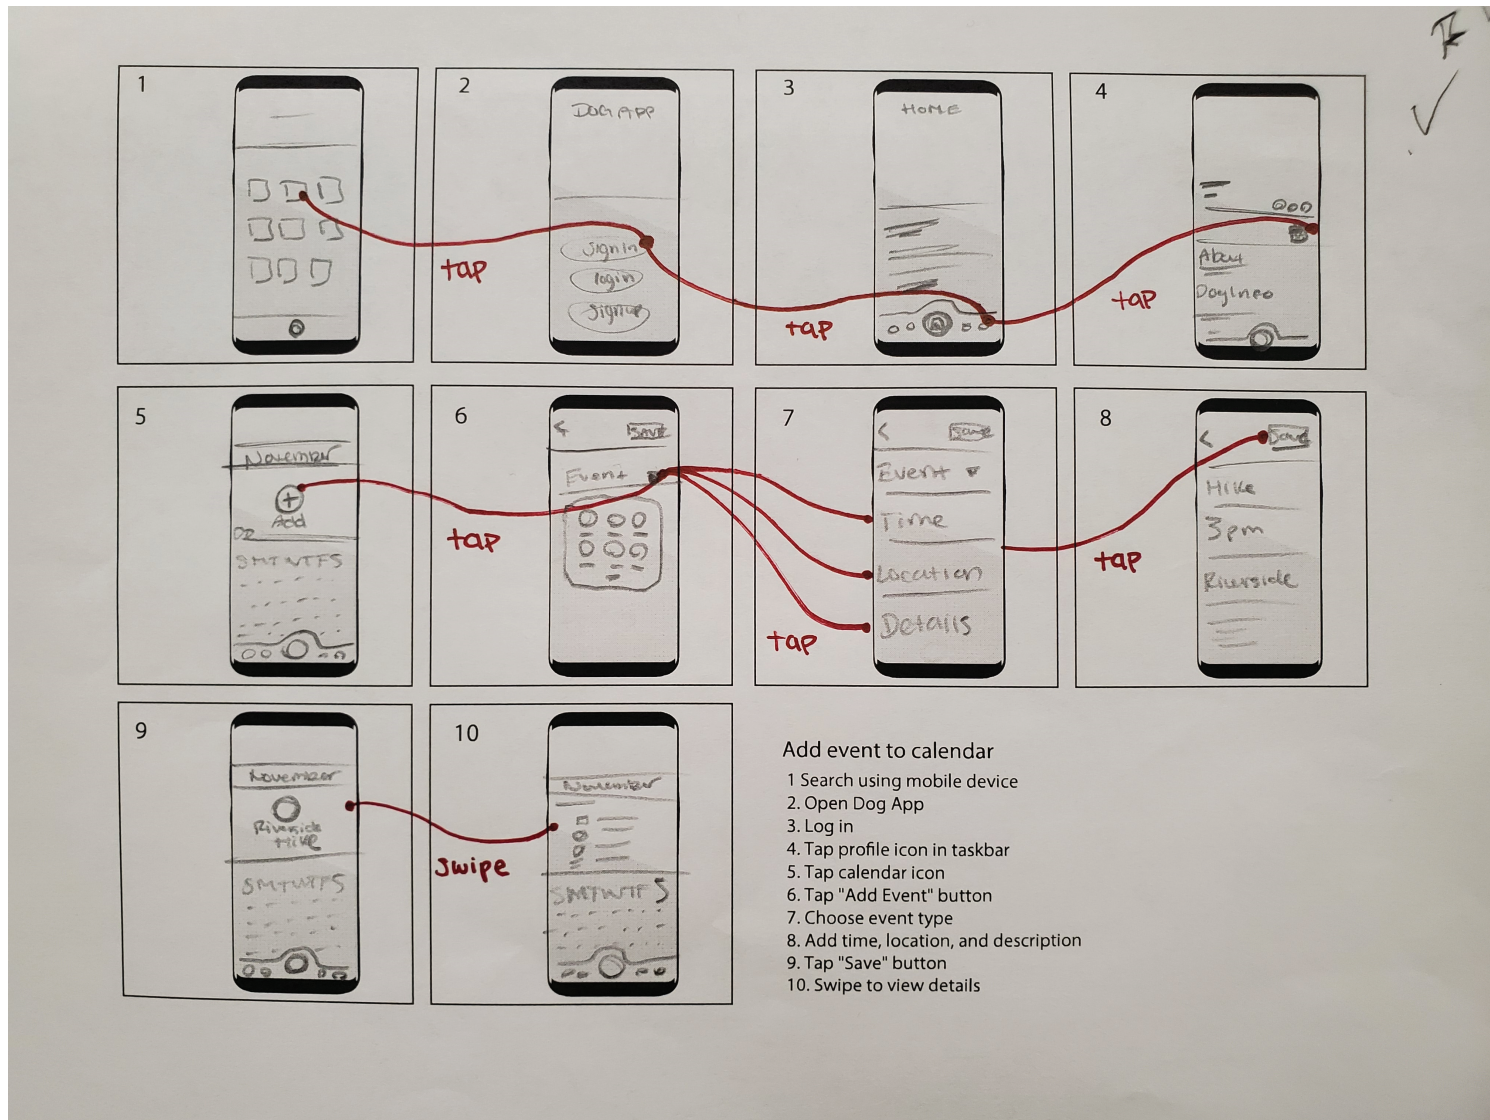 1
2
DOG APP
Sign in
login
Signup
tap
3
HOME
tap
4
About
Dog Info
tap
5
November
Add
OR
SMTWTFS
tap
6
SAVE
Event
7
Save
Event
Time
Location
Details
tap
8
Save
Hike
3pm
Riverside
tap
9
November
Riverside
Hike
SMTWTFS
swipe
10
November
SMTWTFS
Add event to calendar
1 Search using mobile device
2. Open Dog App
3. Log in
4. Tap profile icon in taskbar
5. Tap calendar icon
6. Tap "Add Event" button
7. Choose event type
8. Add time, location, and description
9. Tap "Save" button
10. Swipe to view details